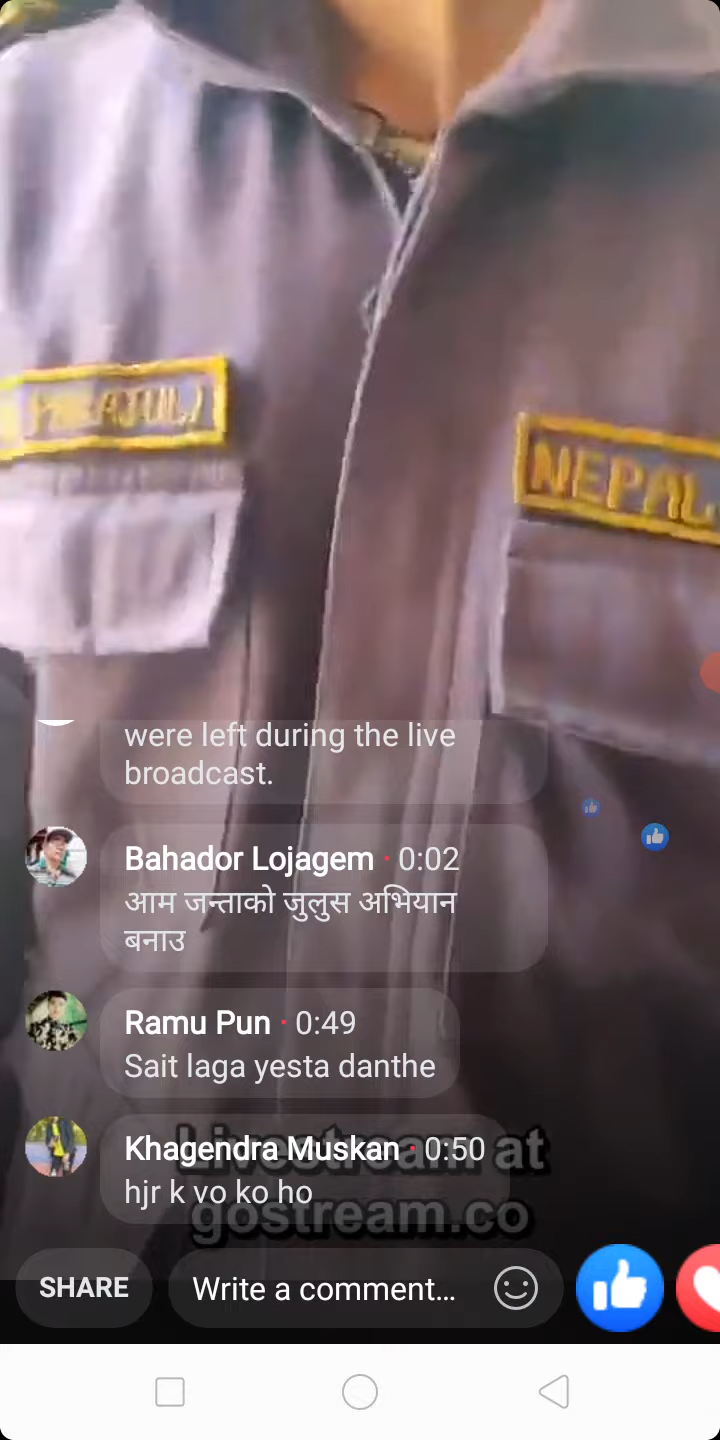 NEPAL
were left during the live
broadcast.
Bahador Lojagem · 0:02
आम जन्ताको जुलुस अभियान
बनाउ
Ramu Pun · 0:49
Sait laga yesta danthe
Khagendra Muskan · 0:50
hjr k vo ko ho
Livestream at
gostream.co
SHARE
Write a comment...